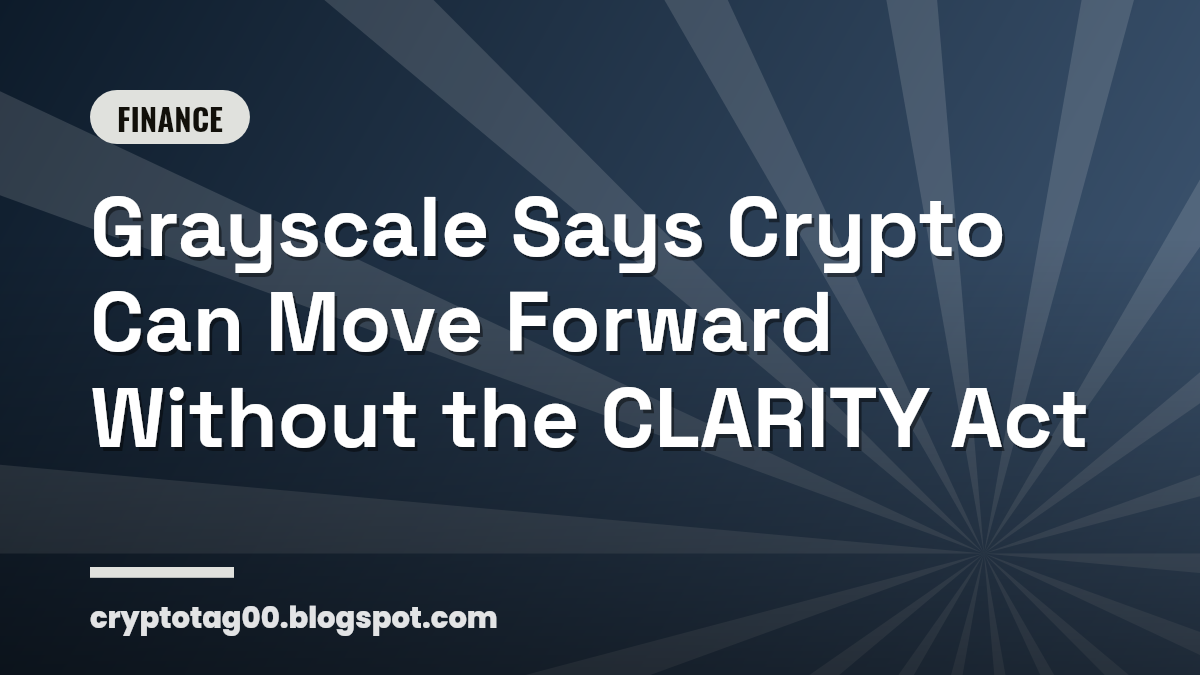 FINANCE
Grayscale Says Crypto
Can Move Forward
Without the CLARITY Act
cryptotag00.blogspot.com